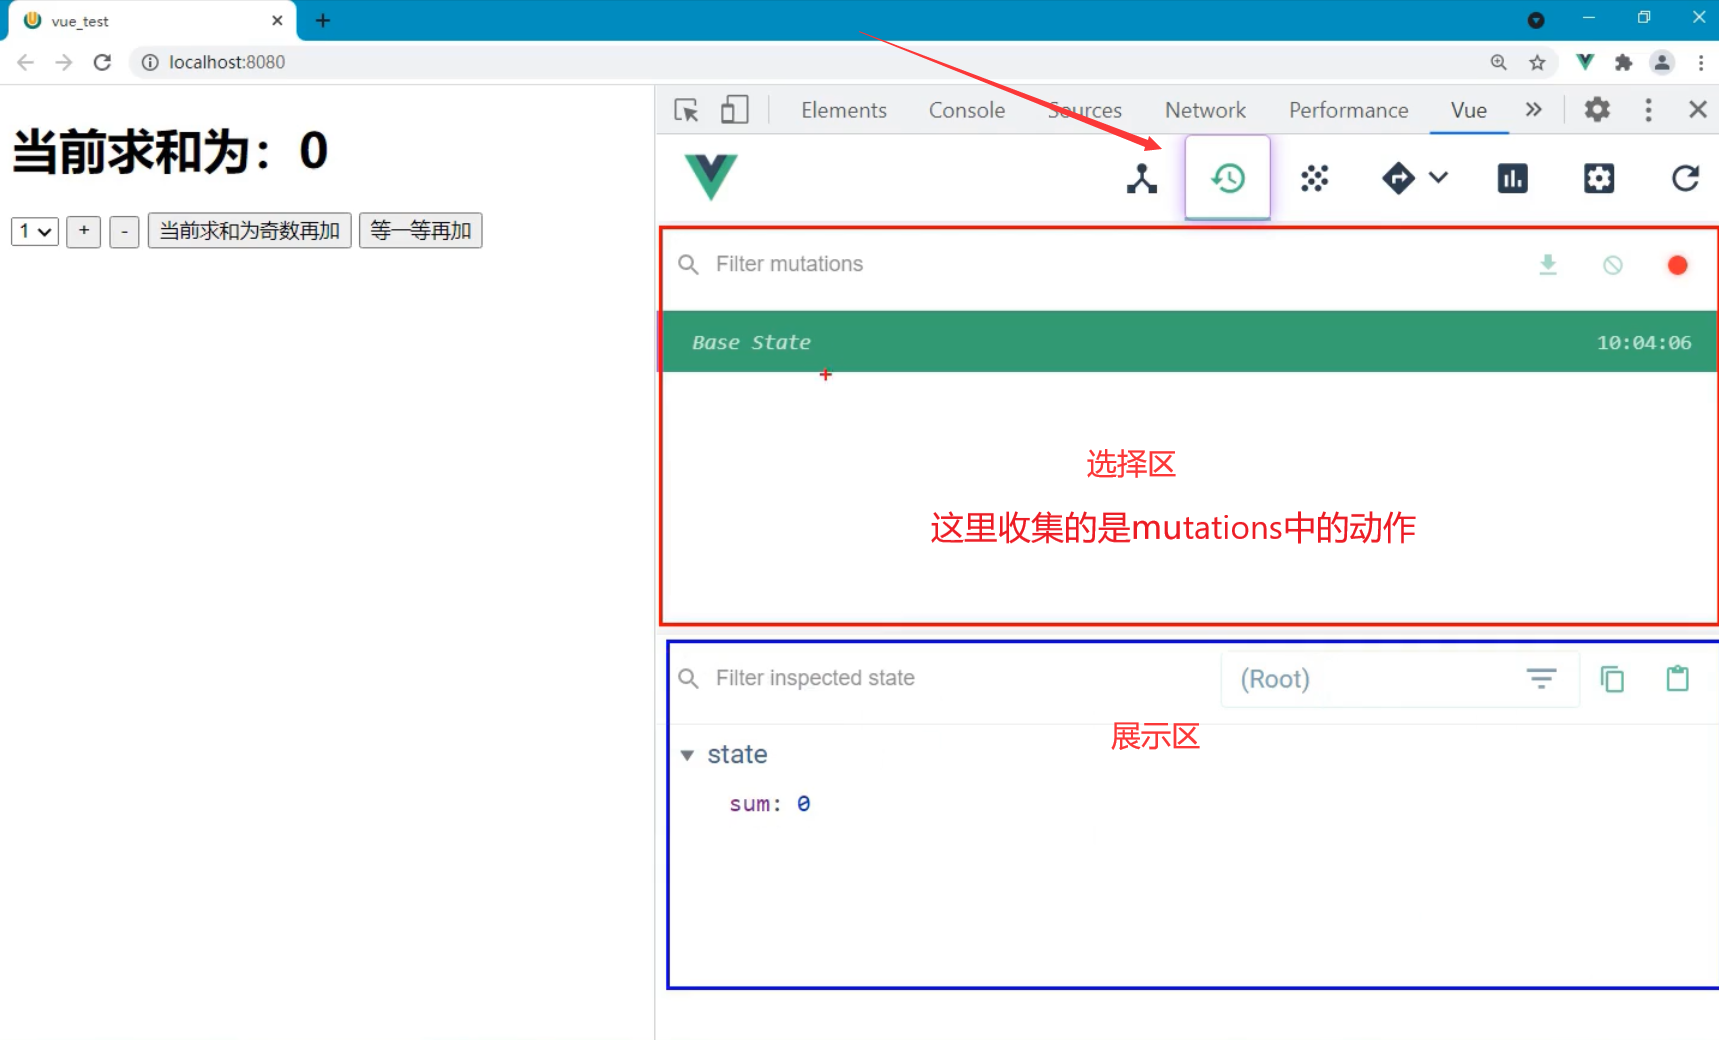 vue_test
localhost:8080
Elements Console Sources Network Performance Vue
当前求和为：0
1 + - 当前求和为奇数再加 等一等再加
Filter mutations
Base State 10:04:06
选择区
这里收集的是mutations中的动作
Filter inspected state (Root)
展示区
state
sum: 0